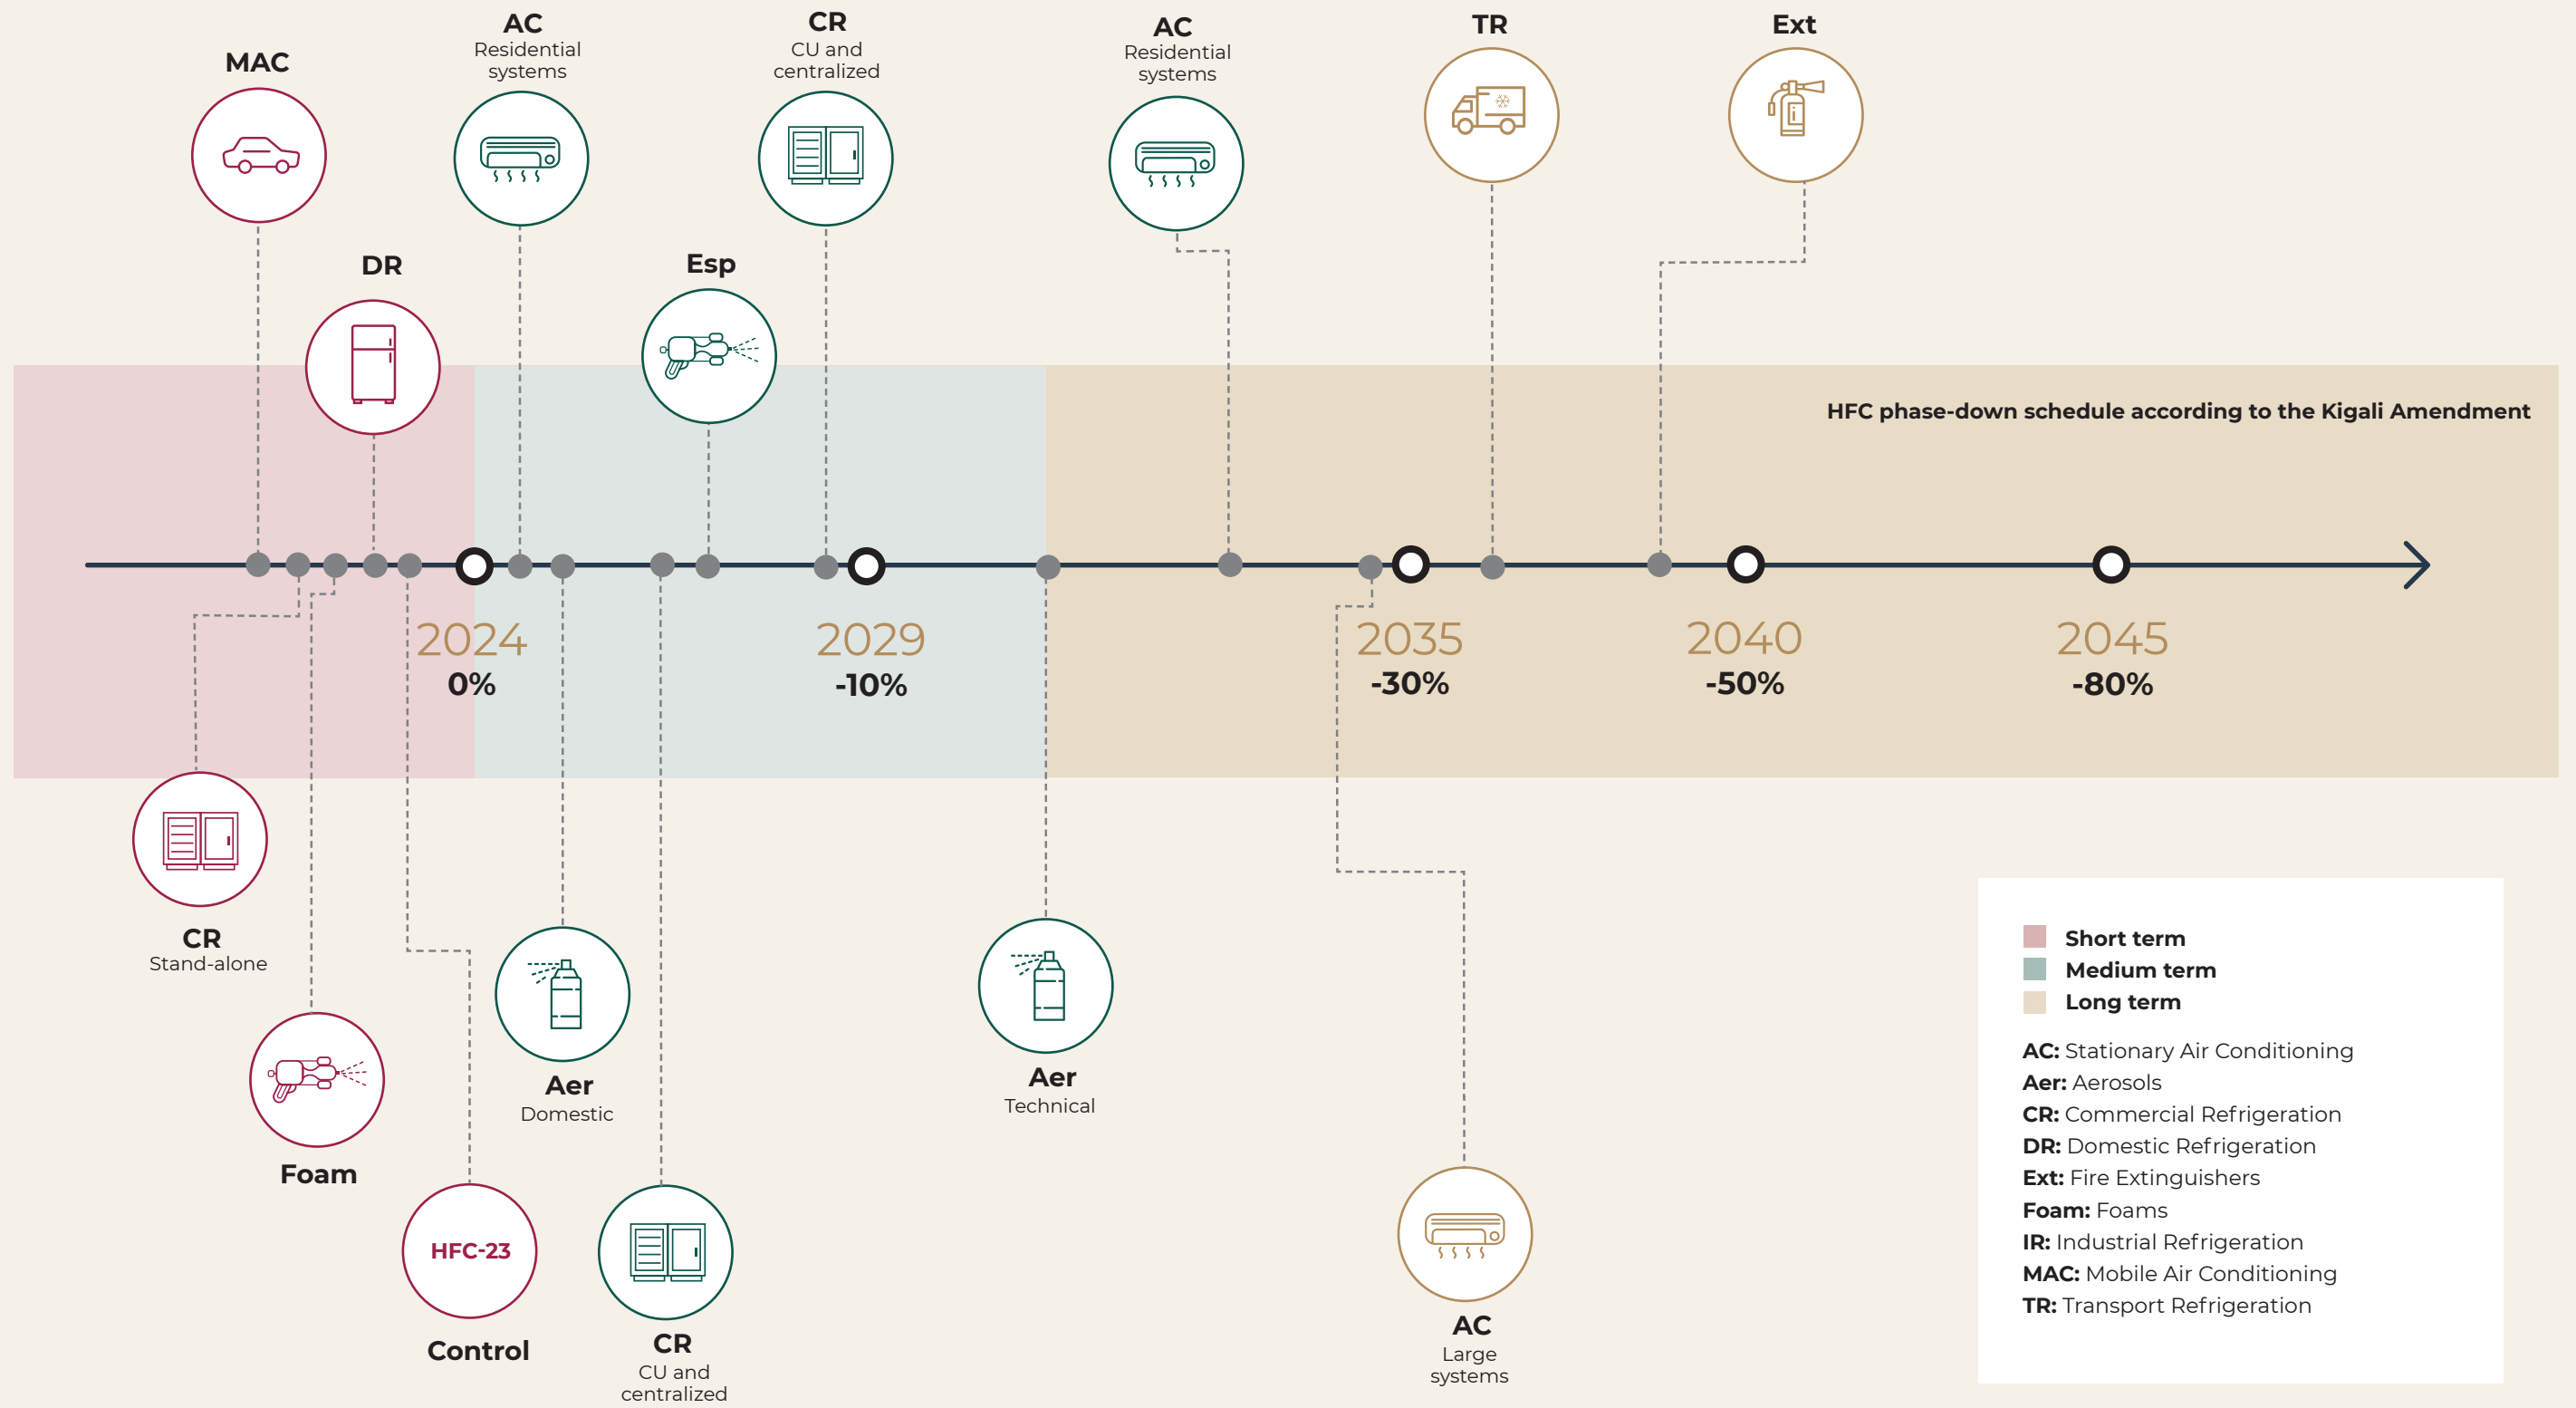 MAC
AC
Residential
systems
CR
CU and
centralized
AC
Residential
systems
TR
Ext
DR
Esp
HFC phase-down schedule according to the Kigali Amendment
2024
0%
2029
-10%
2035
-30%
2040
-50%
2045
-80%
CR
Stand-alone
Foam
HFC-23
Control
Aer
Domestic
CR
CU and
centralized
Aer
Technical
AC
Large
systems
Short term
Medium term
Long term
AC: Stationary Air Conditioning
Aer: Aerosols
CR: Commercial Refrigeration
DR: Domestic Refrigeration
Ext: Fire Extinguishers
Foam: Foams
IR: Industrial Refrigeration
MAC: Mobile Air Conditioning
TR: Transport Refrigeration